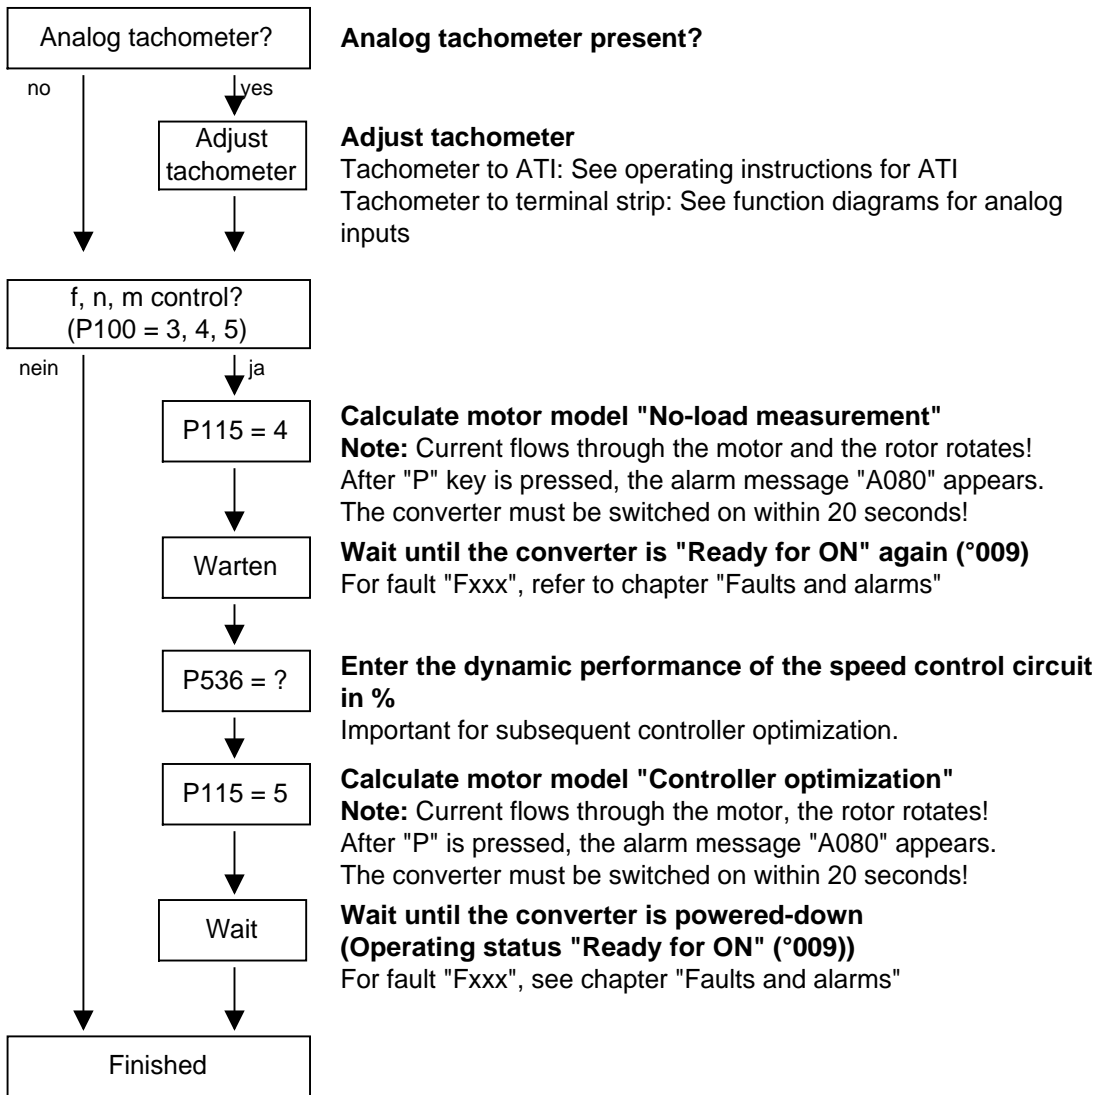 Analog tachometer?
Analog tachometer present?
no
yes
Adjust
tachometer
Adjust tachometer
Tachometer to ATI: See operating instructions for ATI
Tachometer to terminal strip: See function diagrams for analog
inputs
f, n, m control?
(P100 = 3, 4, 5)
nein
ja
P115 = 4
Calculate motor model "No-load measurement"
Note: Current flows through the motor and the rotor rotates!
After "P" key is pressed, the alarm message "A080" appears.
The converter must be switched on within 20 seconds!
Warten
Wait until the converter is "Ready for ON" again (°009)
For fault "Fxxx", refer to chapter "Faults and alarms"
P536 = ?
Enter the dynamic performance of the speed control circuit
in %
Important for subsequent controller optimization.
P115 = 5
Calculate motor model "Controller optimization"
Note: Current flows through the motor, the rotor rotates!
After "P" is pressed, the alarm message "A080" appears.
The converter must be switched on within 20 seconds!
Wait
Wait until the converter is powered-down
(Operating status "Ready for ON" (°009))
For fault "Fxxx", see chapter "Faults and alarms"
Finished